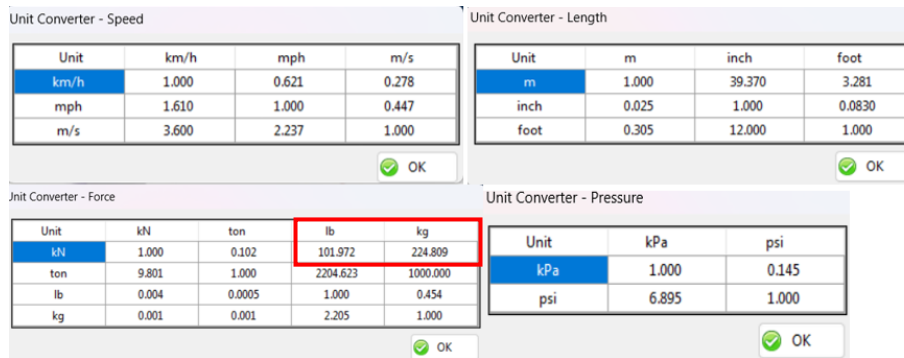 Unit Converter - Speed
Unit km/h mph m/s
km/h 1.000 0.621 0.278
mph 1.610 1.000 0.447
m/s 3.600 2.237 1.000
OK
Unit Converter - Length
Unit m inch foot
m 1.000 39.370 3.281
inch 0.025 1.000 0.0830
foot 0.305 12.000 1.000
OK
Unit Converter - Force
Unit kN ton lb kg
kN 1.000 0.102 101.972 224.809
ton 9.801 1.000 2204.623 1000.000
lb 0.004 0.0005 1.000 0.454
kg 0.001 0.001 2.205 1.000
OK
Unit Converter - Pressure
Unit kPa psi
kPa 1.000 0.145
psi 6.895 1.000
OK